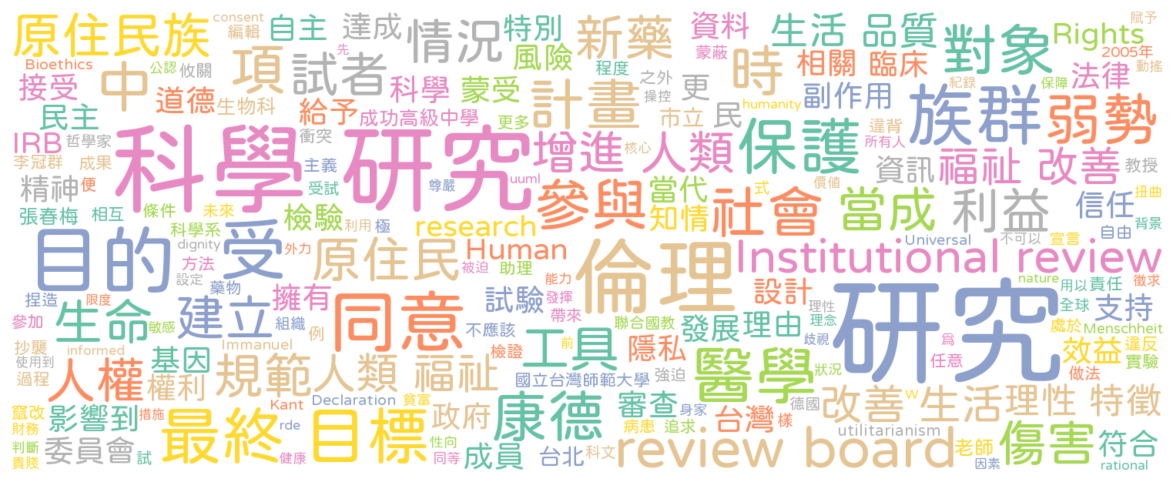 原住民族 consent 編輯 自主 達成 情況 特別 新藥 資料 生活 品質 對象 Rights 賦予
Bioethics 公認 攸關 先 風險 蒙蔽 2005年 動搖
接受 中 項 試者 科學 蒙受 程度 之外 更 時 相關 臨床 紀錄 保障 法律
道德 生物科 給予 成功高級中學 計畫 操控 市立 民 humanity 副作用 族群 弱勢
民主 IRB 哲學家 衝突 更多 違背 所有人
李冠群 成果 便 科學 研究 主義 受試 尊嚴 uuml 增進 人類 核心 保護 資訊 福祉 改善 教授
精神 參與 當代 社會 當成 利益 式 價值 信任 扭曲
張春梅 相互 條件 未來 檢驗 利用 極 research 知情 自由 背景
科學系 目的 受 dignity 外力 原住民 Human 倫理 Institutional review Universal 不可以 宣言
方法 設定 藥物 被迫 助理 能力 設計 研究 nature 用以 責任 徵求
捏造 限度 生命 敏感 建立 擁有 同意 試驗 發揮 帶來 聯合國教 發展 理由 理性 理念 全球 支持
參加 組織 例 不應該 前 工具 歧視 為 處於 Menschheit
抄襲 informed 基因 Immanuel 檢證 隱私 醫學 任意 效益 違反 實驗
過程 使用到 人權 權利 規範 人類 福祉 國立台灣師範大學 強迫 狀況 德國 改善 生活 w 理性 特徵 做法
竄改 財務 影響到 措施 Kant Declaration 貧富 政府 康德 審查 身家 台灣 樣
判斷 貴賤 委員會 試 最終 目標 rde 健康 性向 同等 成員 台北 科文 病患 追求 review board utilitarianism 老師 因素 傷害 符合 rational